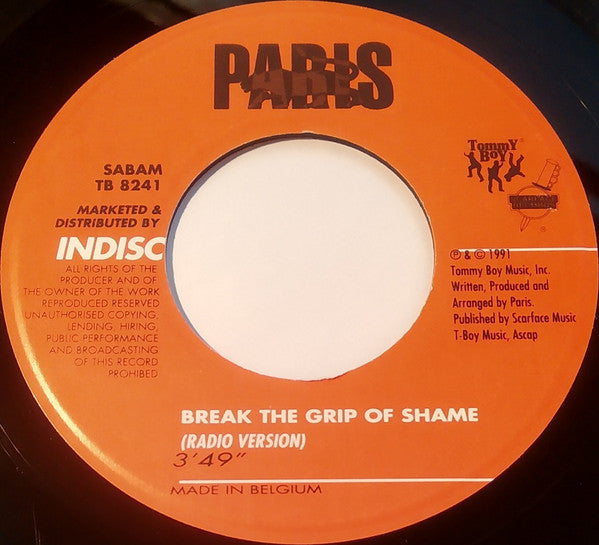 PARIS
SABAM
TB 8241
MARKETED &
DISTRIBUTED BY
INDISC
ALL RIGHTS OF THE
PRODUCER AND OF
THE OWNER OF THE WORK
REPRODUCED RESERVED
UNAUTHORISED COPYING,
LENDING, HIRING,
PUBLIC PERFORMANCE
AND BROADCASTING
OF THIS RECORD
PROHIBED
TOMMY
BOY
®
℗ & © 1991
Tommy Boy Music, Inc.
Written, Produced and
Arranged by Paris.
Published by Scarface Music
T-Boy Music, Ascap
BREAK THE GRIP OF SHAME
(RADIO VERSION)
3'49"
MADE IN BELGIUM